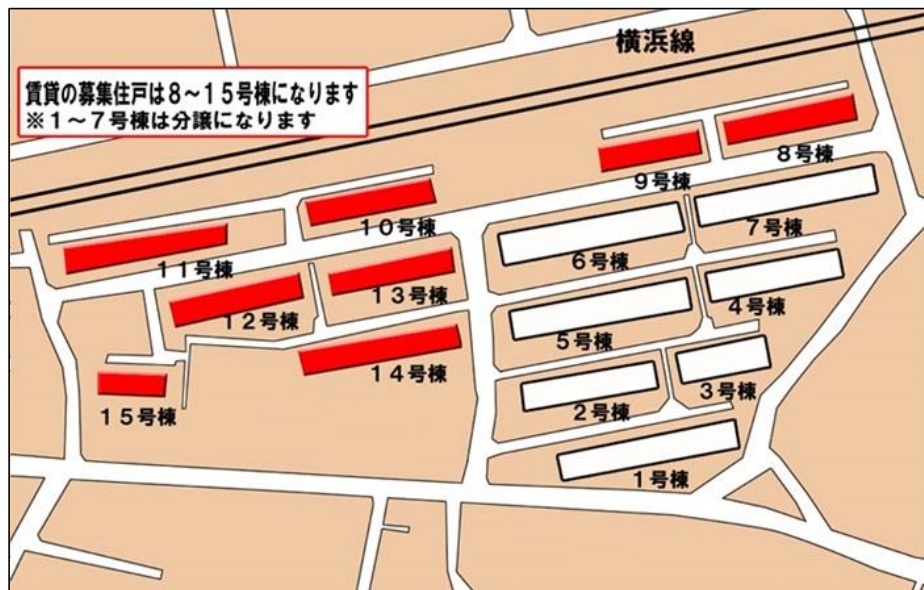 横浜線
賃貸の募集住戸は８～１５号棟になります
※１～７号棟は分譲になります
８号棟
９号棟
１０号棟
７号棟
１１号棟
６号棟
１３号棟
４号棟
１２号棟
５号棟
１４号棟
３号棟
１５号棟
２号棟
１号棟